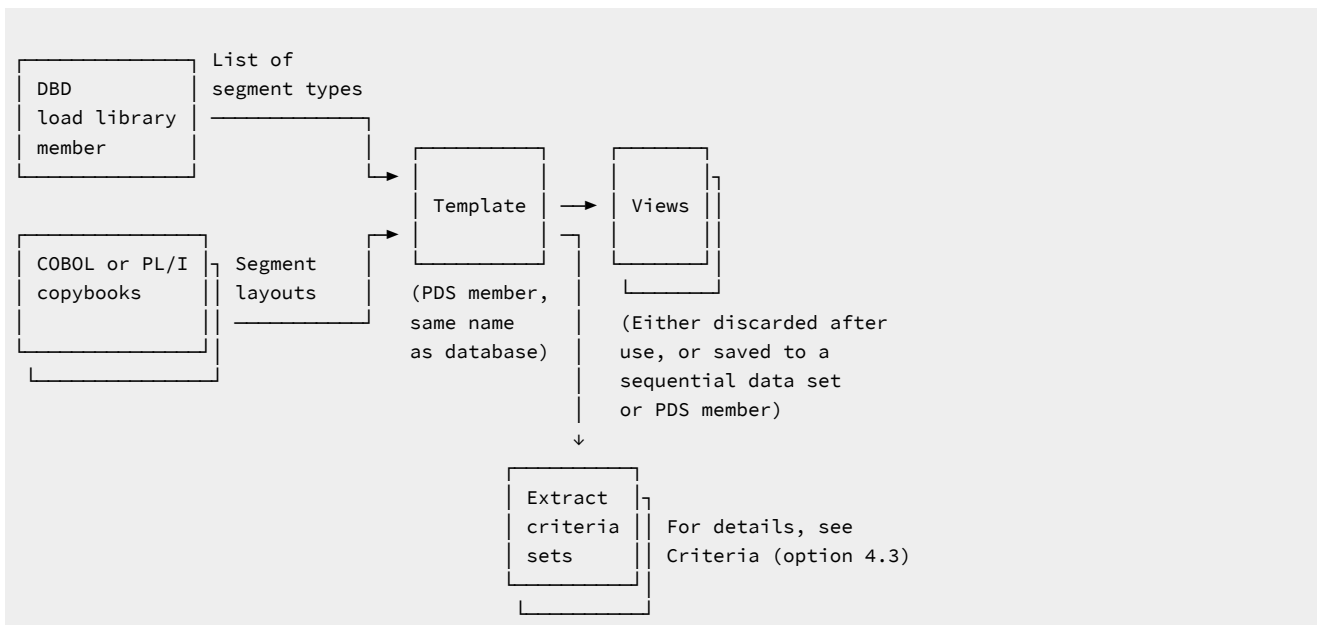 List of
segment types
DBD
load library
member
Template
Views
COBOL or PL/I
copybooks
Segment
layouts
(PDS member,
same name
as database)
(Either discarded after
use, or saved to a
sequential data set
or PDS member)
Extract
criteria
sets
For details, see
Criteria (option 4.3)